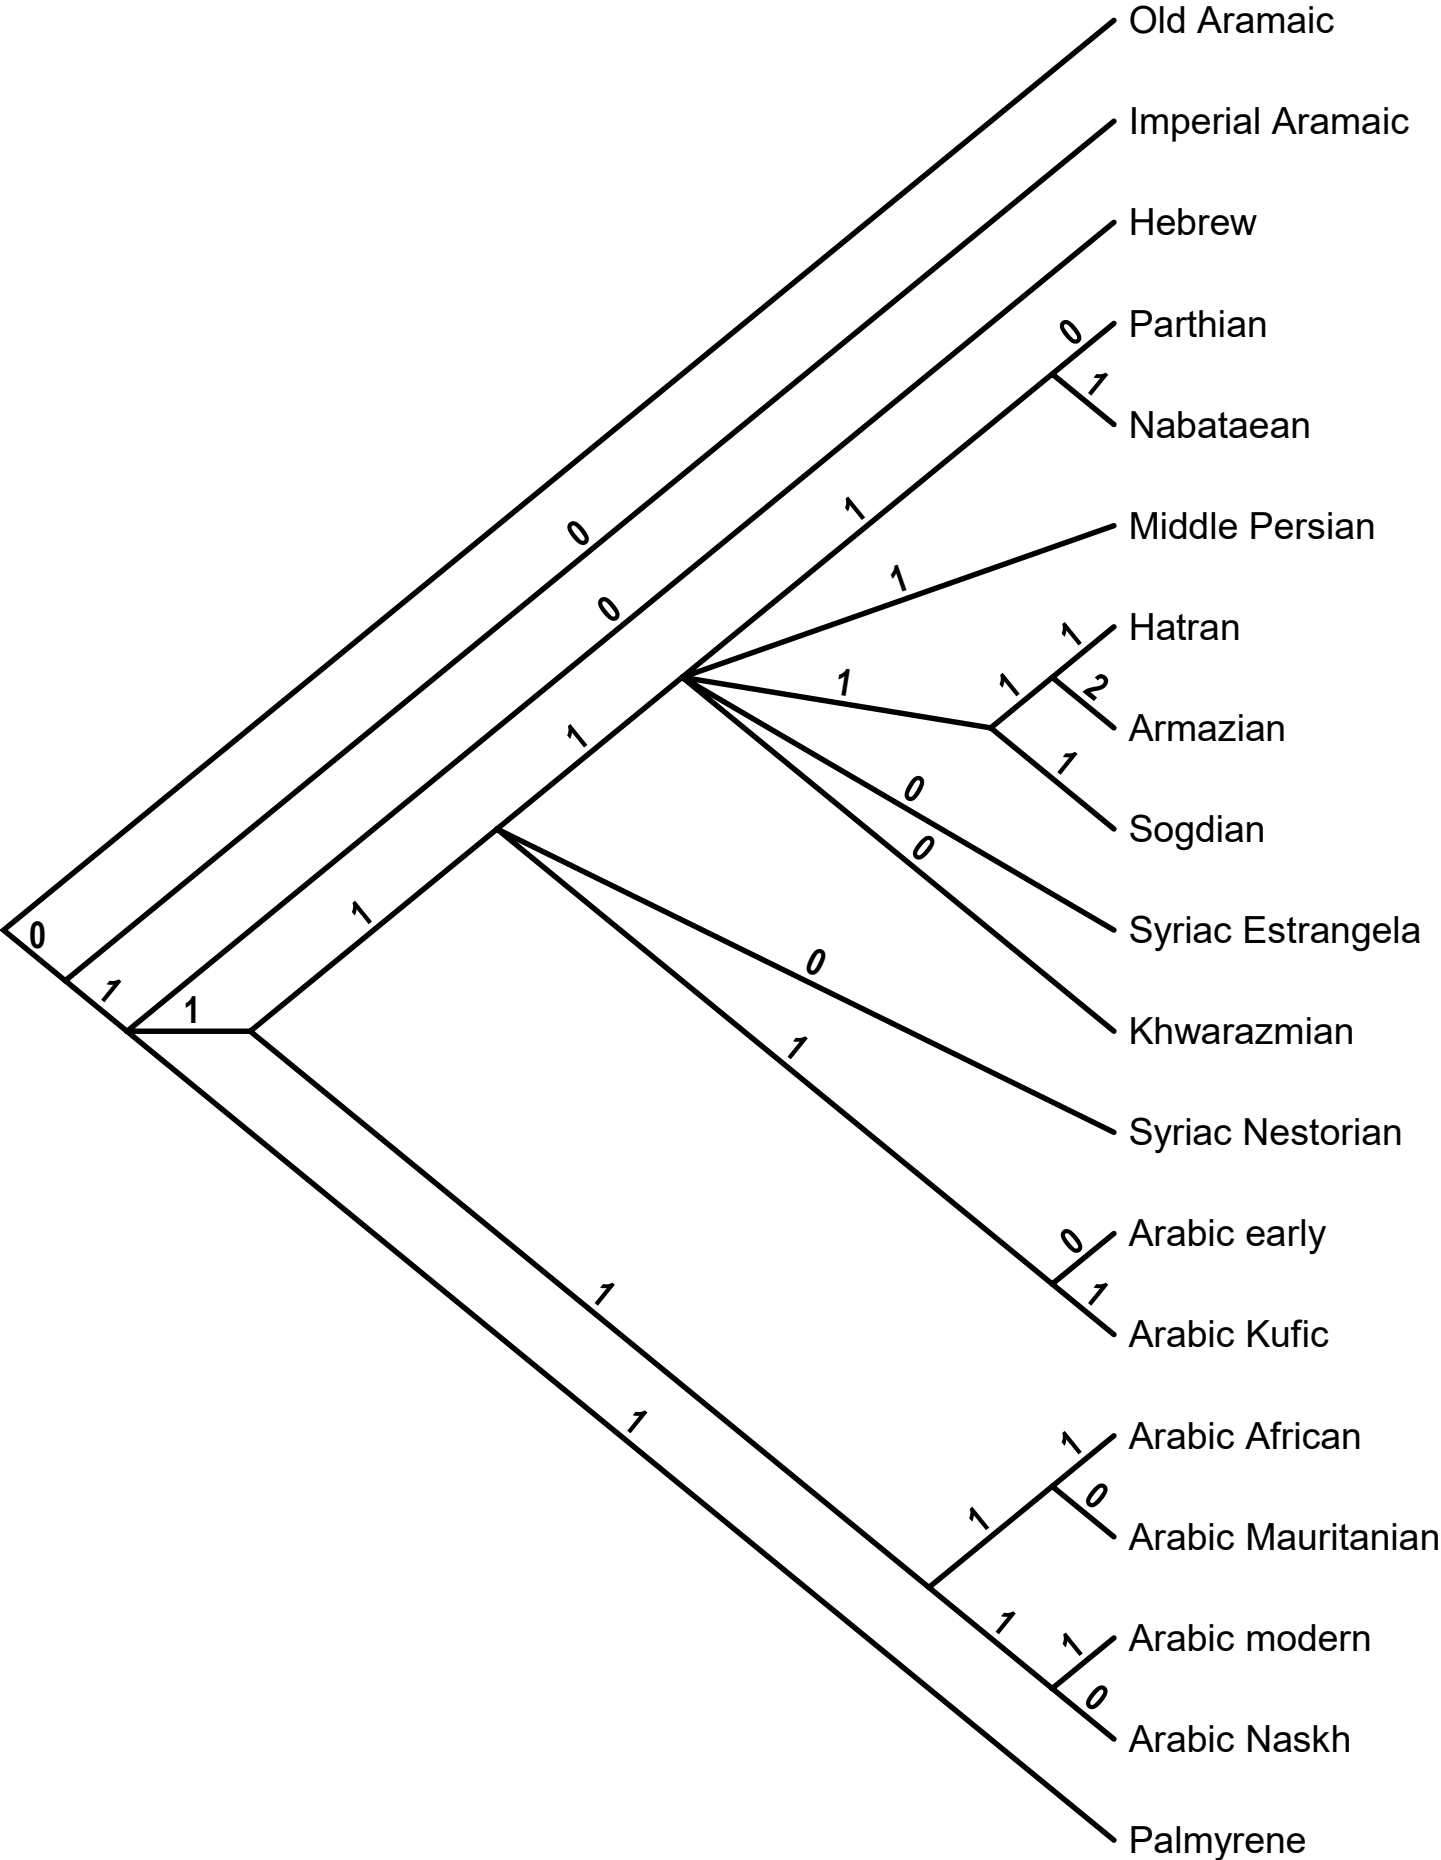 Old Aramaic
Imperial Aramaic
Hebrew
0
Parthian
1
Nabataean
1
0
Middle Persian
1
0
1
Hatran
1
1
2
Armazian
1
1
Sogdian
0
0
1
0
Syriac Estrangela
0
1
1
Khwarazmian
1
Syriac Nestorian
0
Arabic early
1
1
Arabic Kufic
1
1
Arabic African
0
1
Arabic Mauritanian
1
1
Arabic modern
0
Arabic Naskh
Palmyrene